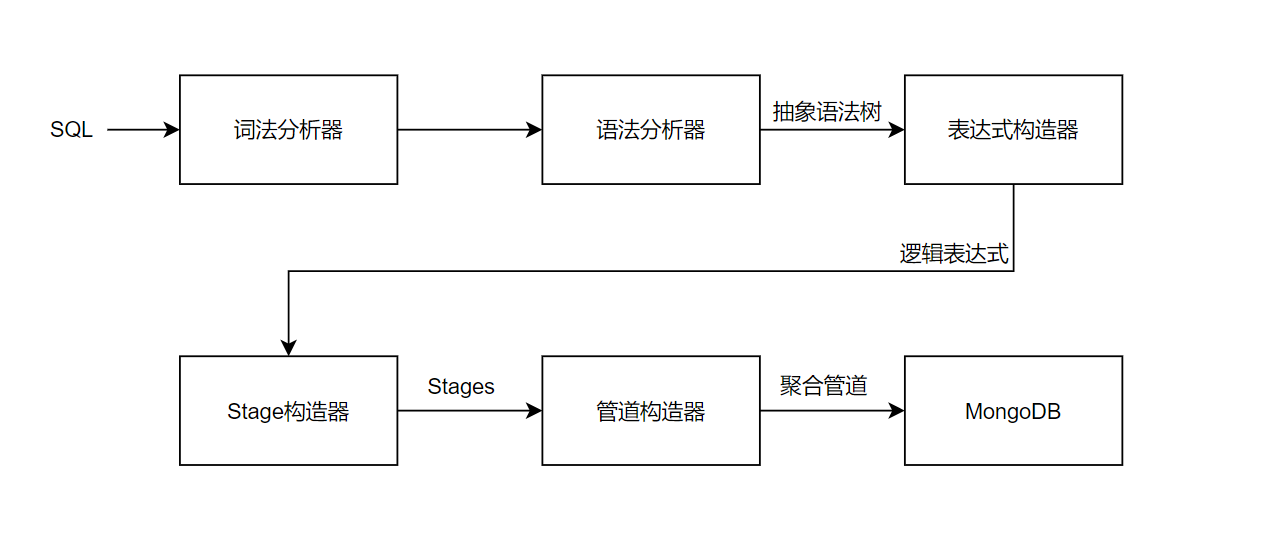 SQL
词法分析器
语法分析器
抽象语法树
表达式构造器
逻辑表达式
Stage构造器
Stages
管道构造器
聚合管道
MongoDB